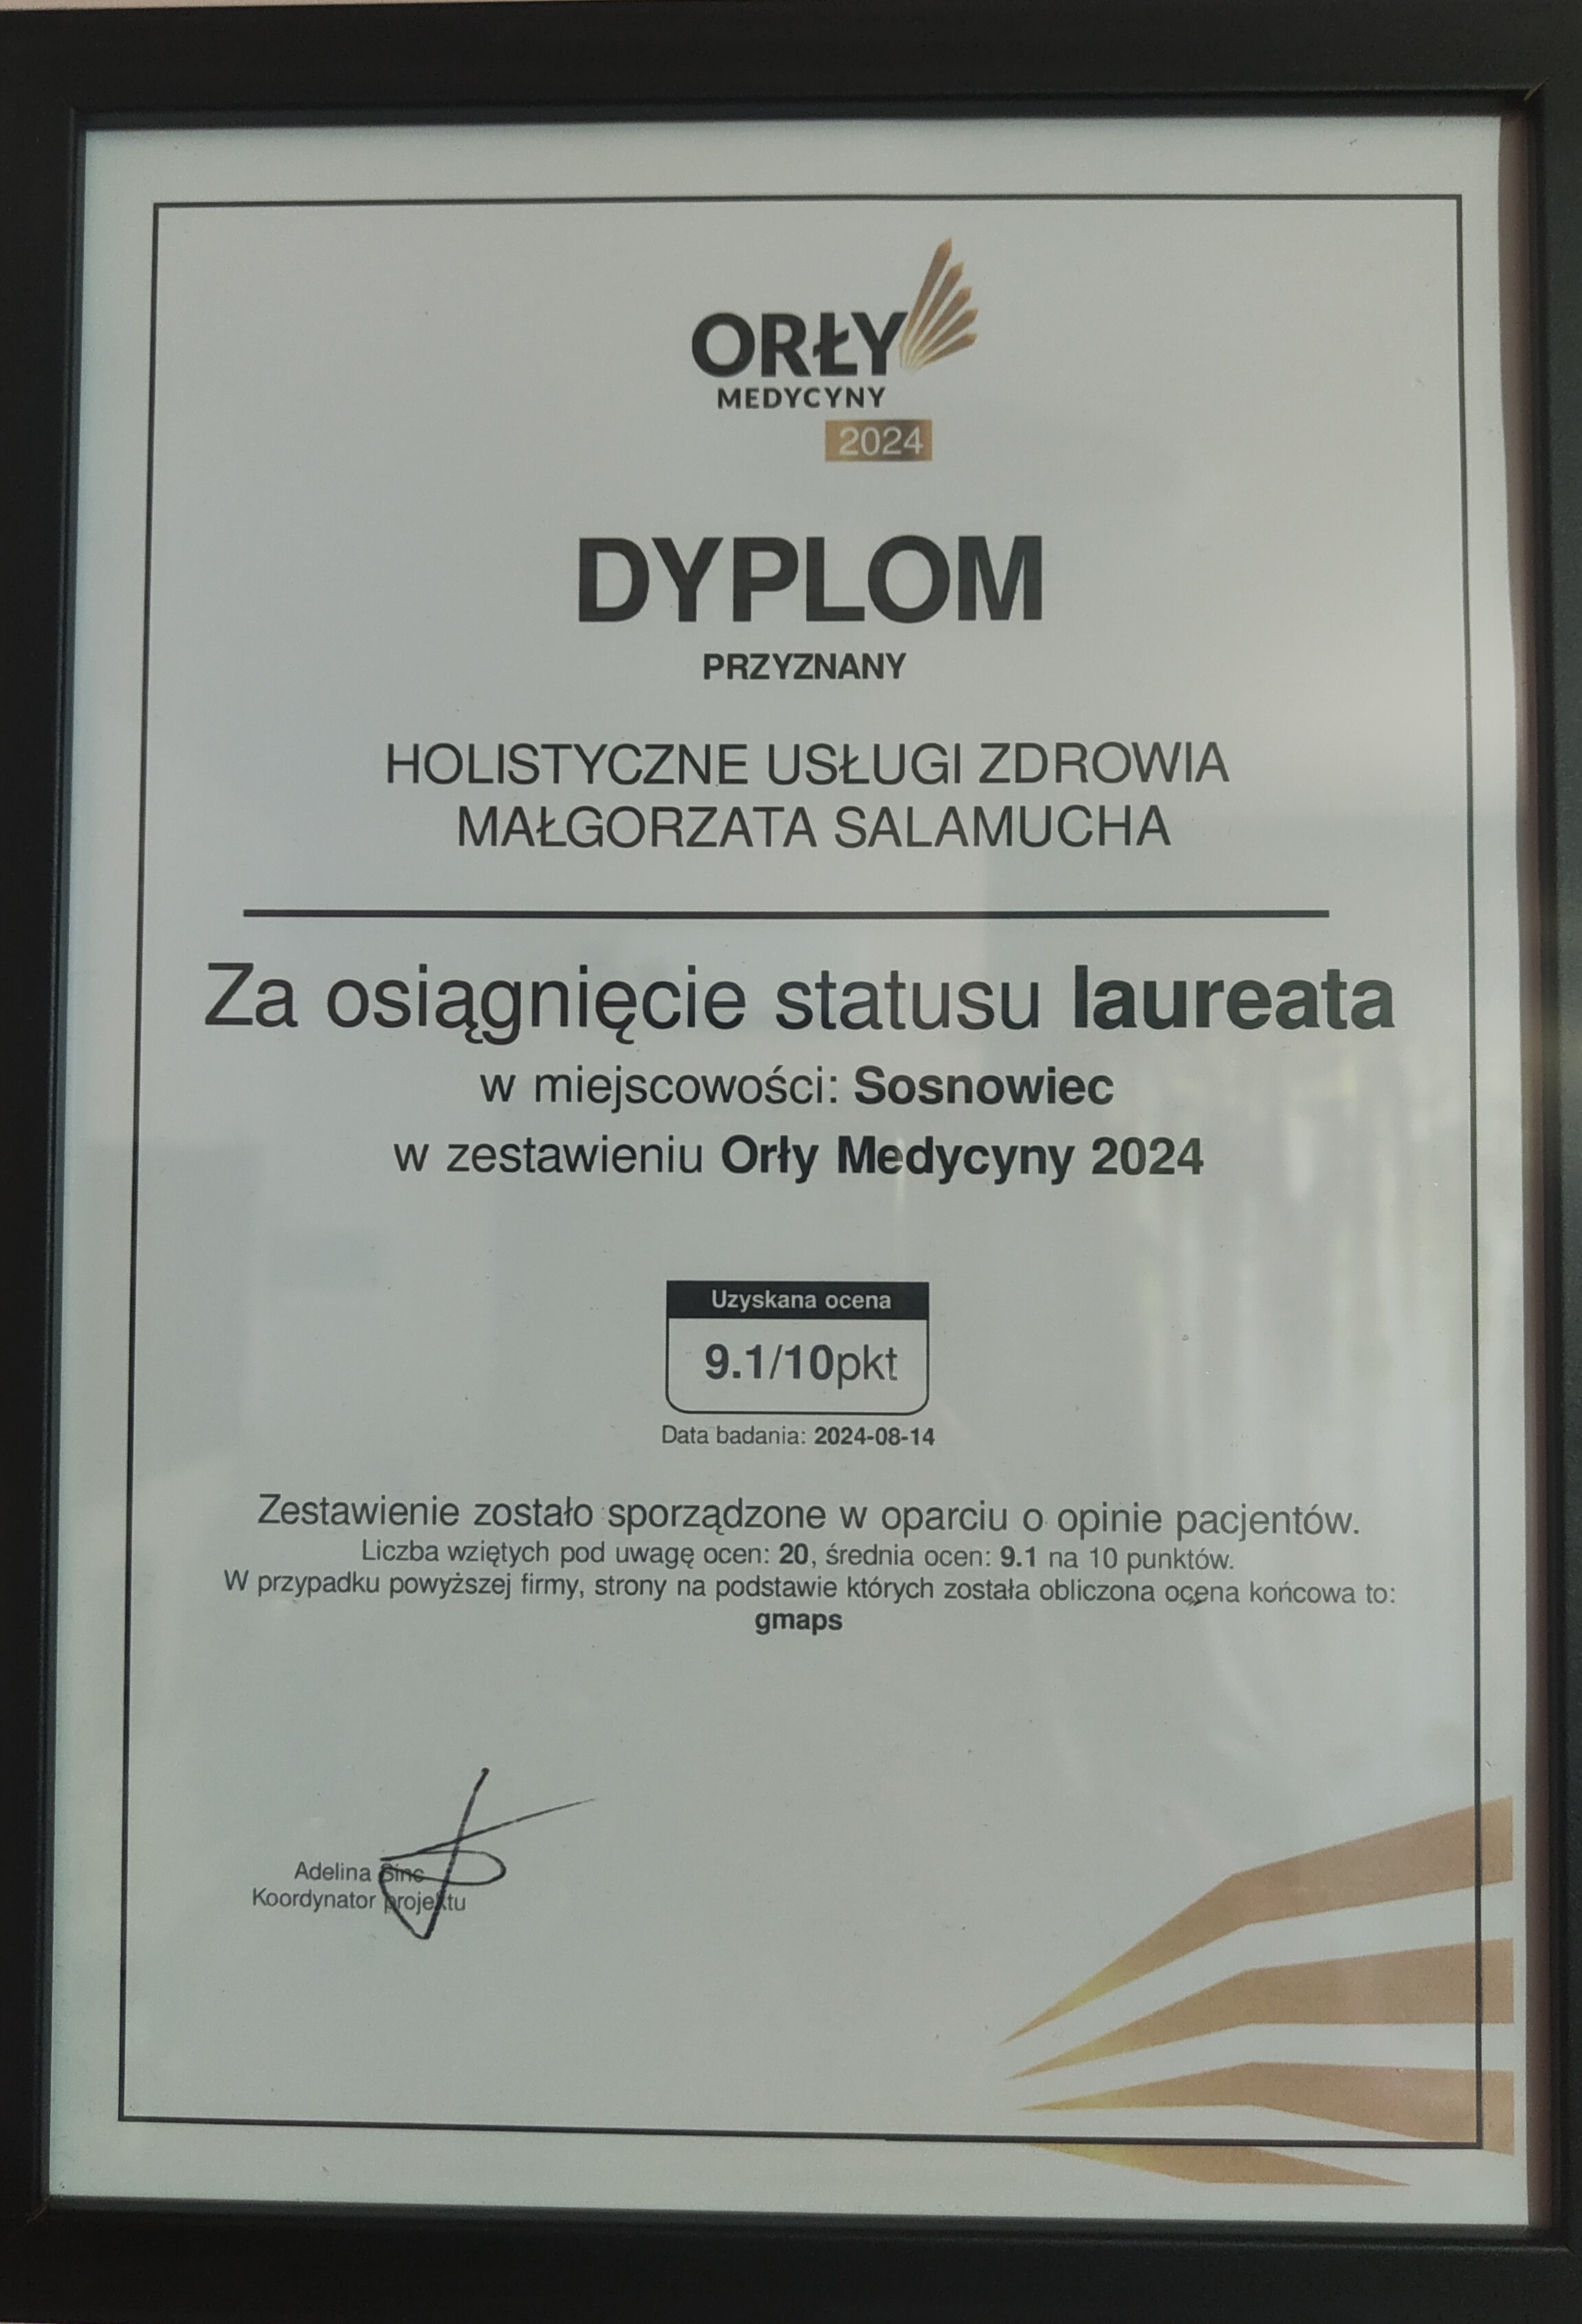 ORŁY
MEDYCYNY
2024
DYPLOM
PRZYZNANY
HOLISTYCZNE USŁUGI ZDROWIA
MAŁGORZATA SALAMUCHA
Za osiągnięcie statusu laureata
w miejscowości: Sosnowiec
w zestawieniu Orły Medycyny 2024
Uzyskana ocena
9.1/10pkt
Data badania: 2024-08-14
Zestawienie zostało sporządzone w oparciu o opinie pacjentów.
Liczba wziętych pod uwagę ocen: 20, średnia ocen: 9.1 na 10 punktów.
W przypadku powyższej firmy, strony na podstawie których została obliczona ocena końcowa to:
gmaps
Adelina
Koordynator projektu